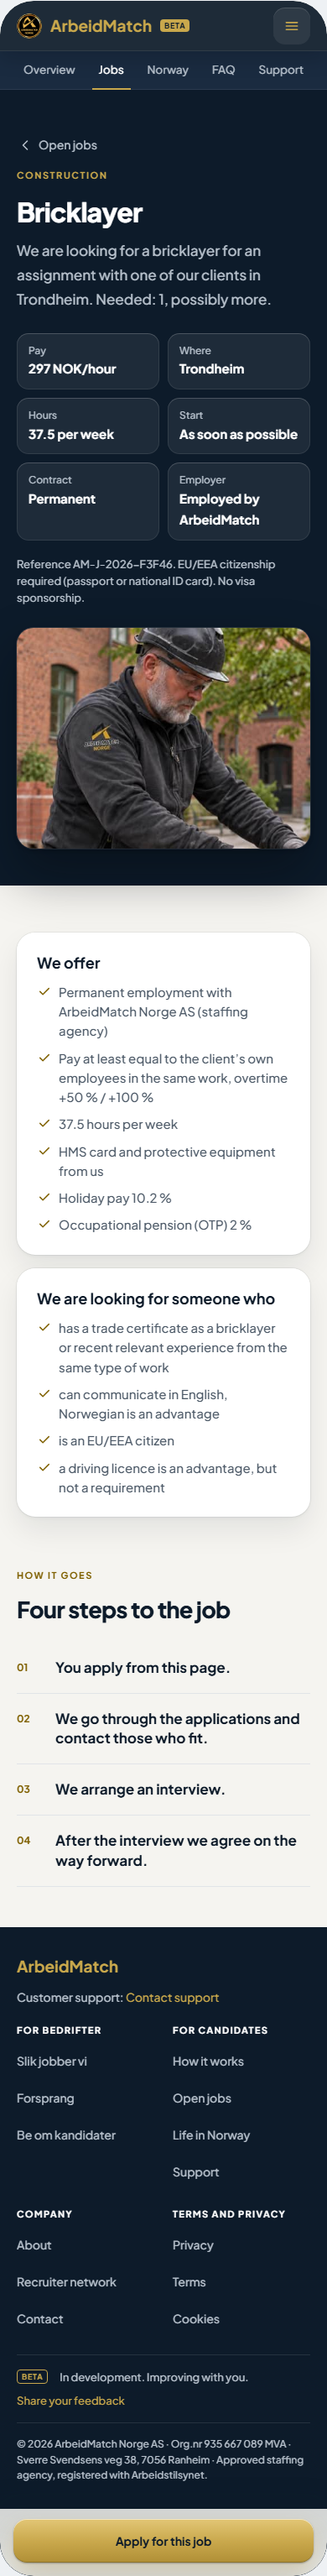 ArbeidMatch BETA
Overview Jobs Norway FAQ Support
Open jobs
CONSTRUCTION
Bricklayer
We are looking for a bricklayer for an
assignment with one of our clients in
Trondheim. Needed: 1, possibly more.
Pay
297 NOK/hour
Where
Trondheim
Hours
37.5 per week
Start
As soon as possible
Contract
Permanent
Employer
Employed by
ArbeidMatch
Reference AM-J-2026-F3F46. EU/EEA citizenship
required (passport or national ID card). No visa
sponsorship.
We offer
Permanent employment with
ArbeidMatch Norge AS (staffing
agency)
Pay at least equal to the client's own
employees in the same work, overtime
+50 % / +100 %
37.5 hours per week
HMS card and protective equipment
from us
Holiday pay 10.2 %
Occupational pension (OTP) 2 %
We are looking for someone who
has a trade certificate as a bricklayer
or recent relevant experience from the
same type of work
can communicate in English,
Norwegian is an advantage
is an EU/EEA citizen
a driving licence is an advantage, but
not a requirement
HOW IT GOES
Four steps to the job
01 You apply from this page.
02 We go through the applications and
contact those who fit.
03 We arrange an interview.
04 After the interview we agree on the
way forward.
ArbeidMatch
Customer support: Contact support
FOR BEDRIFTER
Slik jobber vi
Forsprang
Be om kandidater
FOR CANDIDATES
How it works
Open jobs
Life in Norway
Support
COMPANY
About
Recruiter network
Contact
TERMS AND PRIVACY
Privacy
Terms
Cookies
BETA In development. Improving with you.
Share your feedback
© 2026 ArbeidMatch Norge AS · Org.nr 935 667 089 MVA ·
Sverre Svendsens veg 38, 7056 Ranheim · Approved staffing
agency, registered with Arbeidstilsynet.
Apply for this job